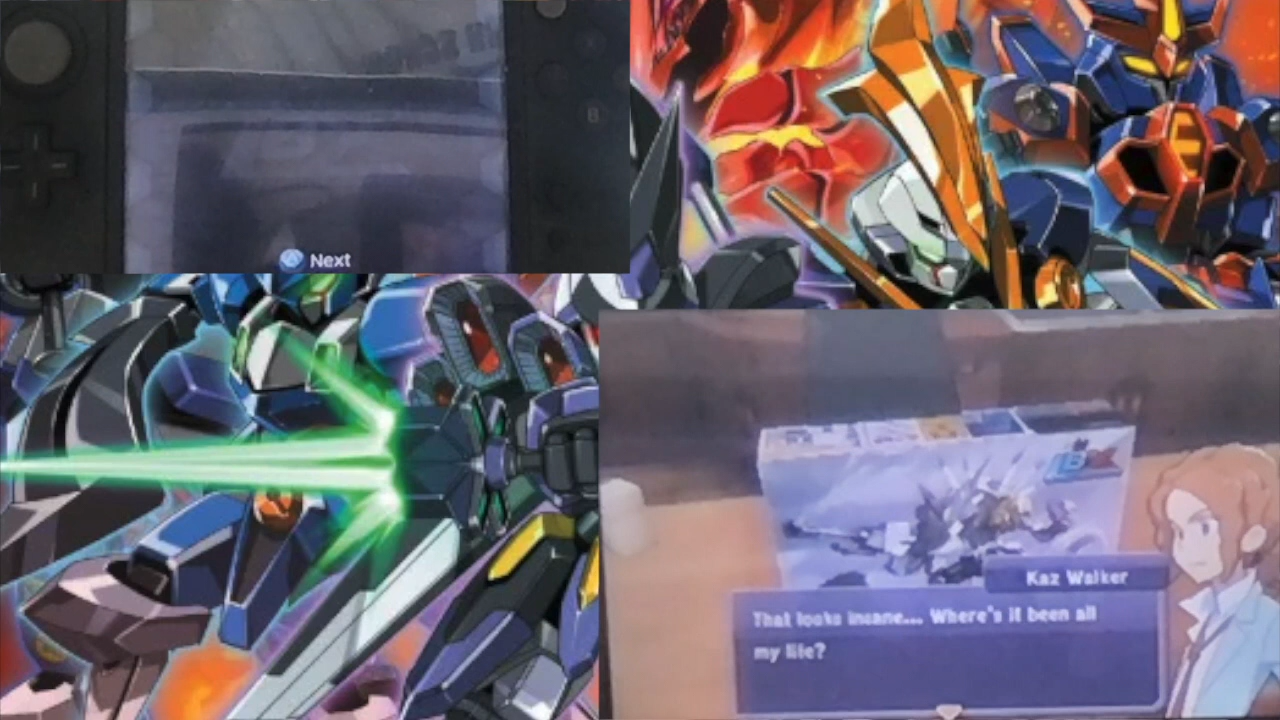 B
Next
LBX
Kaz Walker
That looks insane... Where's it been all
my life?